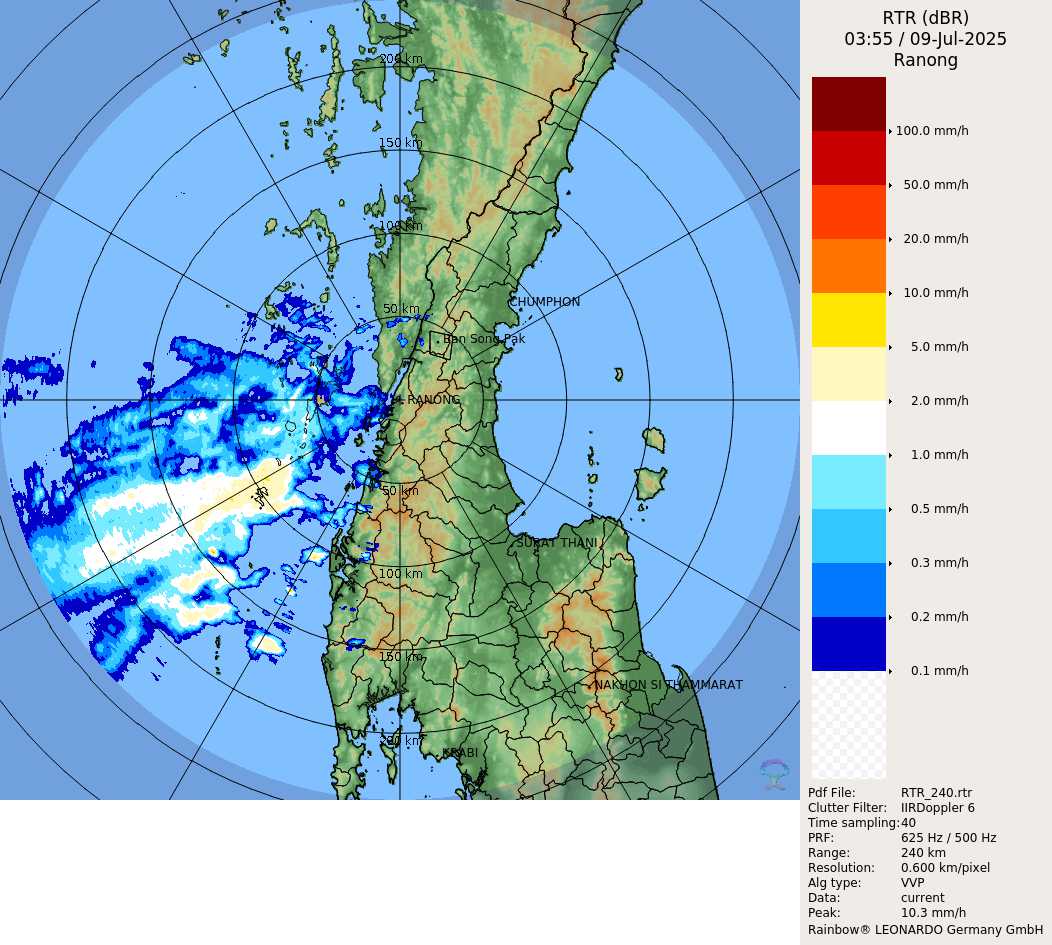 RTR (dBR)
03:55 / 09-Jul-2025
Ranong
200 km
150 km
100 km
50 km
CHUMPHON
Ban Song Pak
RANONG
50 km
SURAT THANI
100 km
150 km
NAKHON SI THAMMARAT
200 km
KRABI
100.0 mm/h
50.0 mm/h
20.0 mm/h
10.0 mm/h
5.0 mm/h
2.0 mm/h
1.0 mm/h
0.5 mm/h
0.3 mm/h
0.2 mm/h
0.1 mm/h
Pdf File: RTR_240.rtr
Clutter Filter: IIRDoppler 6
Time sampling:40
PRF: 625 Hz / 500 Hz
Range: 240 km
Resolution: 0.600 km/pixel
Alg type: VVP
Data: current
Peak: 10.3 mm/h
Rainbow® LEONARDO Germany GmbH